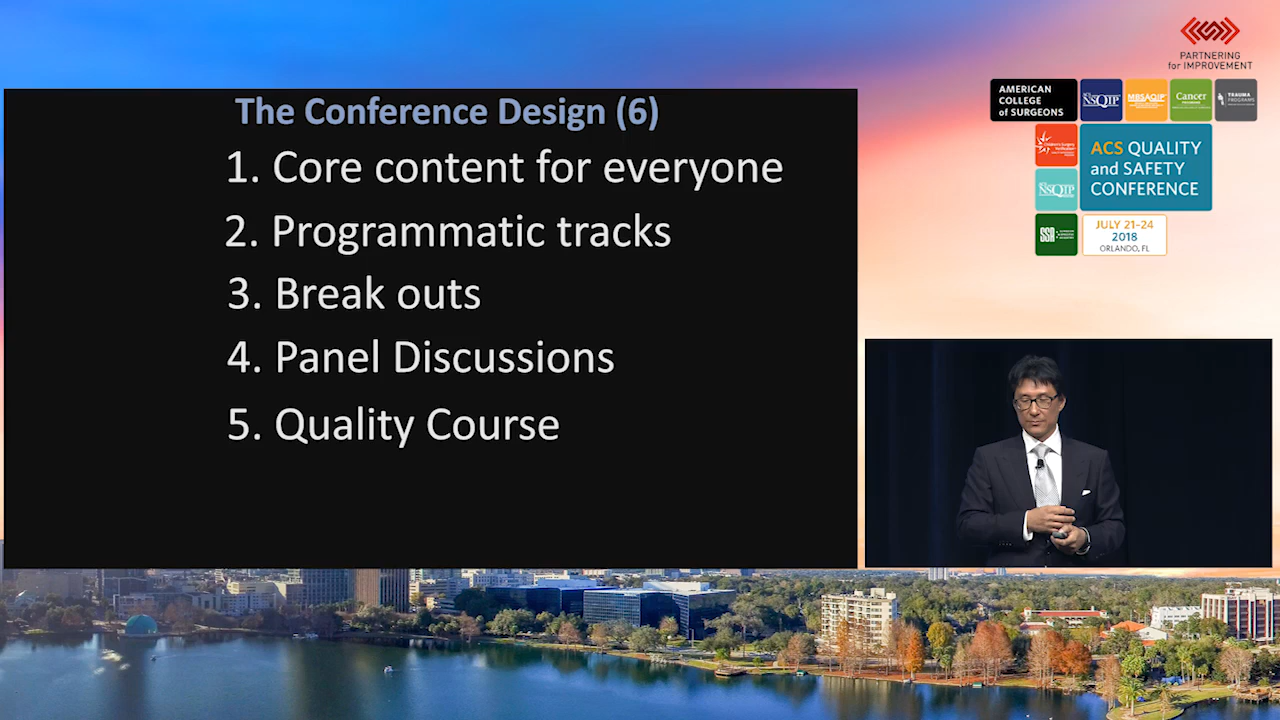 The Conference Design (6)
1. Core content for everyone
2. Programmatic tracks
3. Break outs
4. Panel Discussions
5. Quality Course
PARTNERING
for IMPROVEMENT
AMERICAN
COLLEGE
OF SURGEONS
NSQIP
MBSAQIP
Cancer
TRAUMA
PROGRAMS
ACS QUALITY
and SAFETY
CONFERENCE
NSQIP
SSR
JULY 21–24
2018
ORLANDO, FL